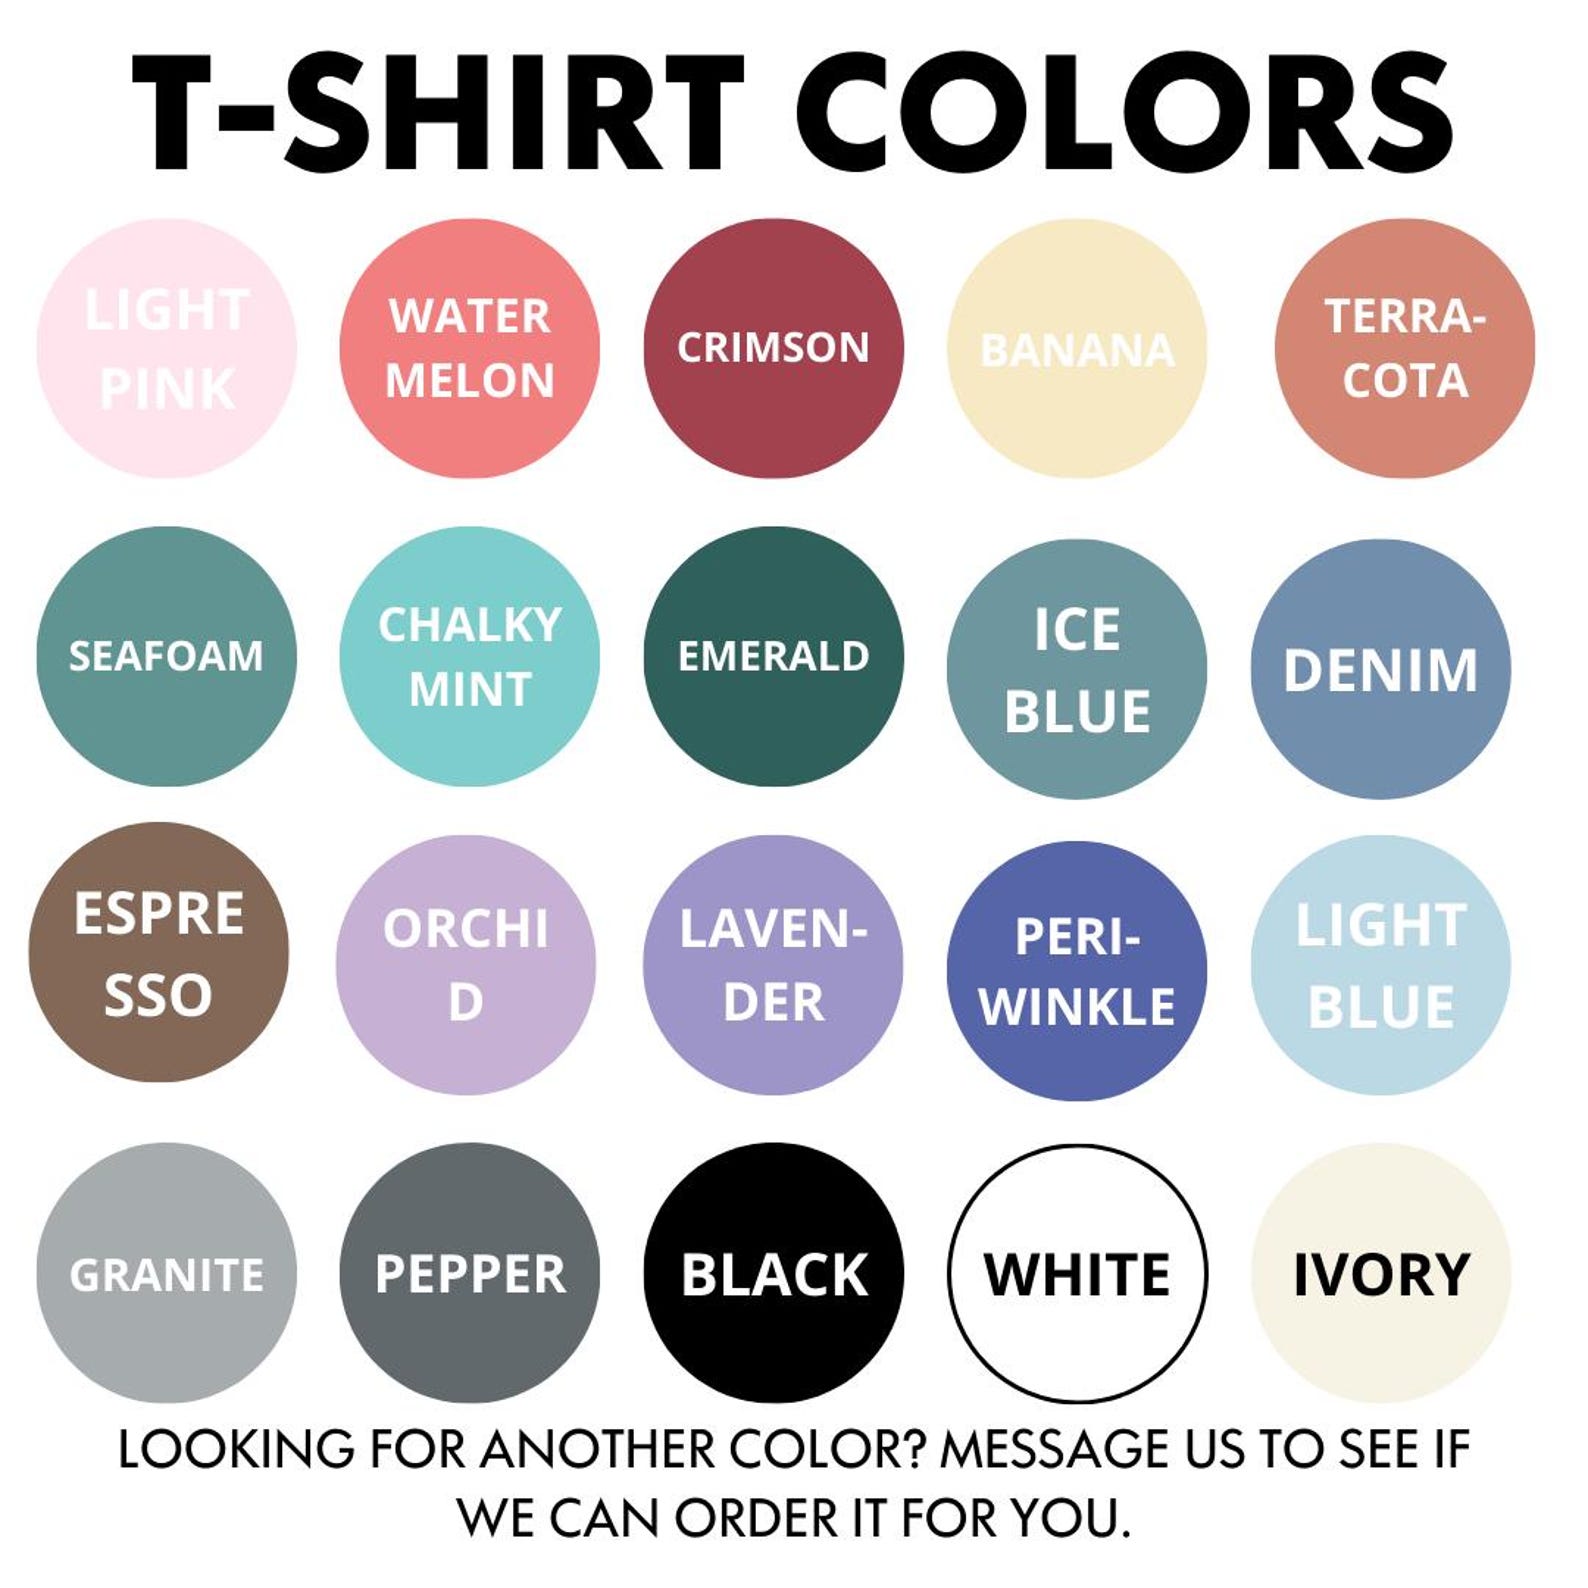 T-SHIRT COLORS
LIGHT
PINK
WATER
MELON
CRIMSON
BANANA
TERRA-
COTA
SEAFOAM
CHALKY
MINT
EMERALD
ICE
BLUE
DENIM
ESPRE
SSO
ORCHI
D
LAVEN-
DER
PERI-
WINKLE
LIGHT
BLUE
GRANITE
PEPPER
BLACK
WHITE
IVORY
LOOKING FOR ANOTHER COLOR? MESSAGE US TO SEE IF
WE CAN ORDER IT FOR YOU.